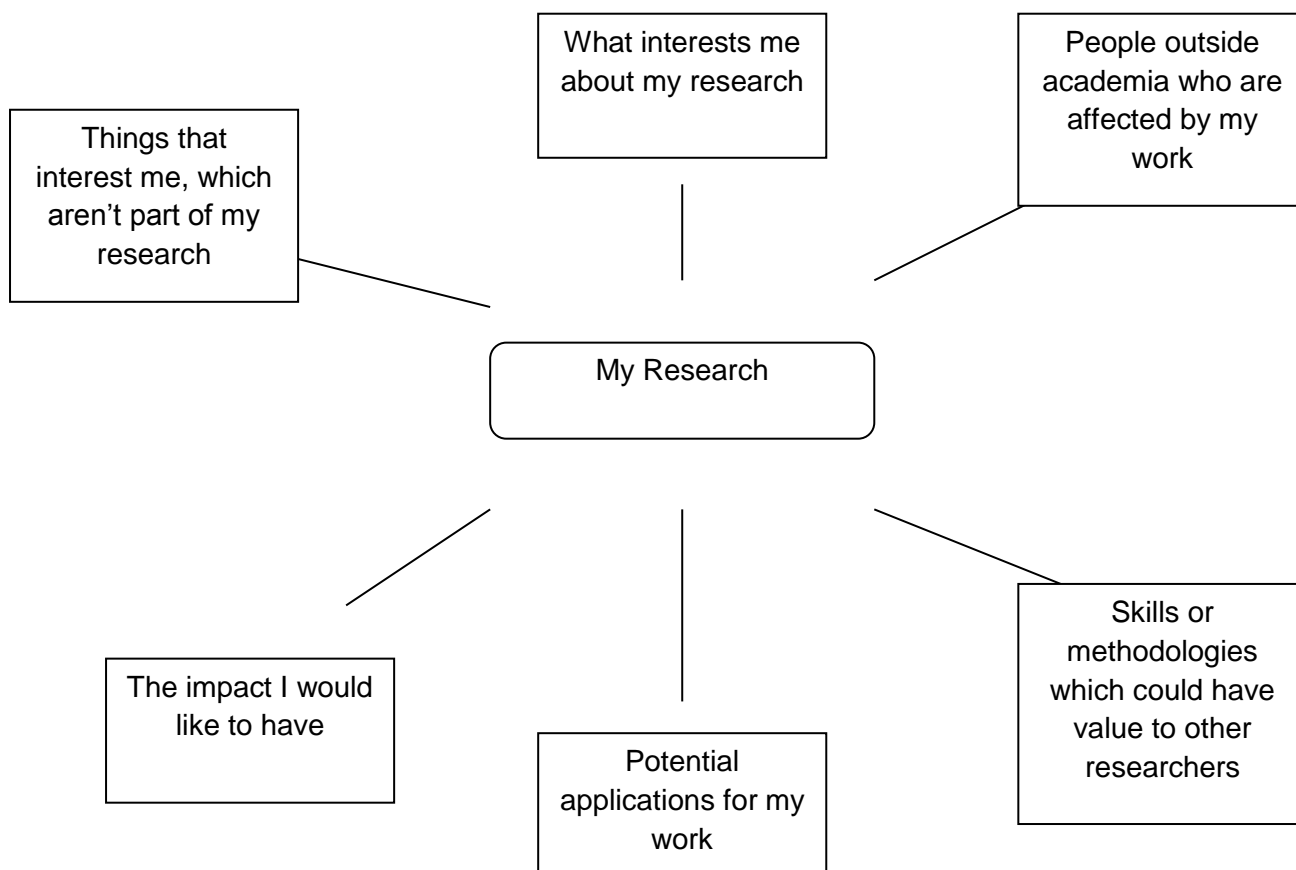 What interests me
about my research
People outside
academia who are
affected by my
work
Things that
interest me, which
aren’t part of my
research
My Research
The impact I would
like to have
Potential
applications for my
work
Skills or
methodologies
which could have
value to other
researchers